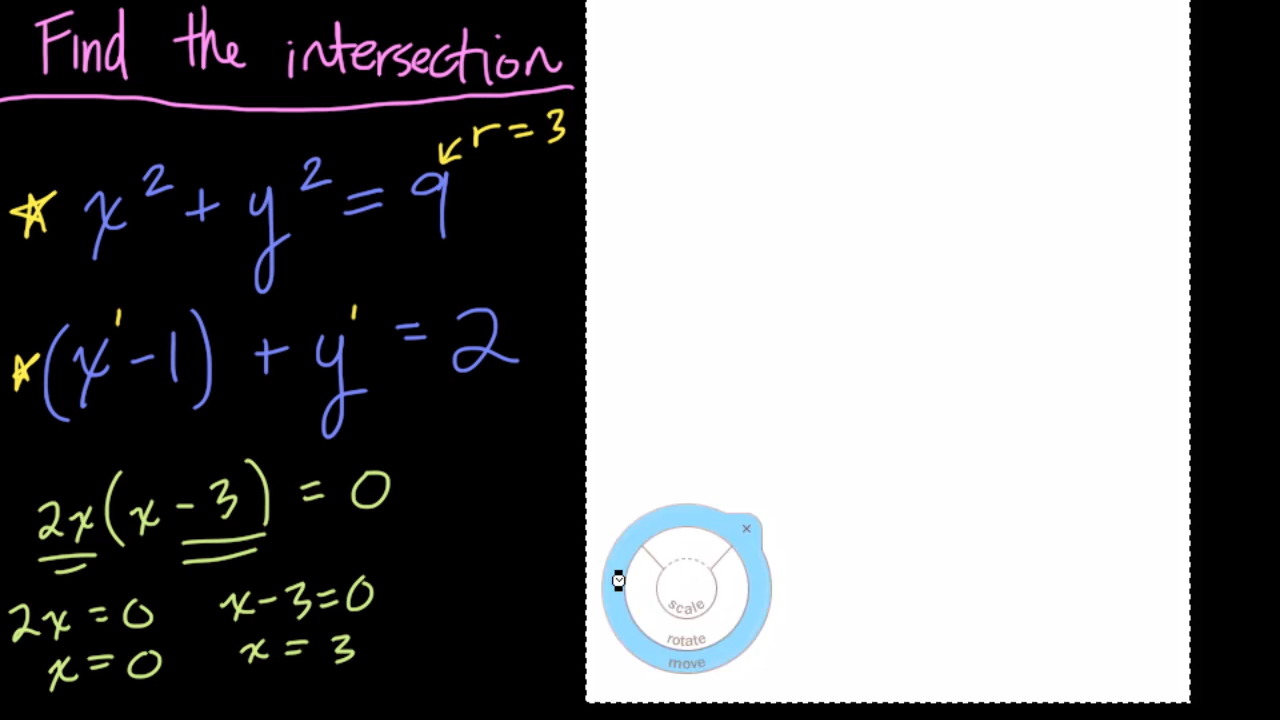 Find the intersection
r = 3
x² + y² = 9
(x' - 1) + y' = 2
2x(x - 3) = 0
2x = 0
x - 3 = 0
x = 0
x = 3
scale
rotate
move